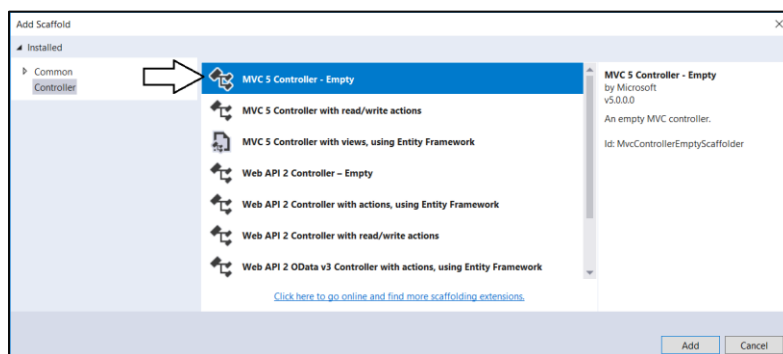 Add Scaffold
Installed
Common
Controller
MVC 5 Controller - Empty
MVC 5 Controller with read/write actions
MVC 5 Controller with views, using Entity Framework
Web API 2 Controller – Empty
Web API 2 Controller with actions, using Entity Framework
Web API 2 Controller with read/write actions
Web API 2 OData v3 Controller with actions, using Entity Framework
Click here to go online and find more scaffolding extensions.
MVC 5 Controller - Empty
by Microsoft
v5.0.0.0
An empty MVC controller.
Id: MvcControllerEmptyScaffolder
Add
Cancel